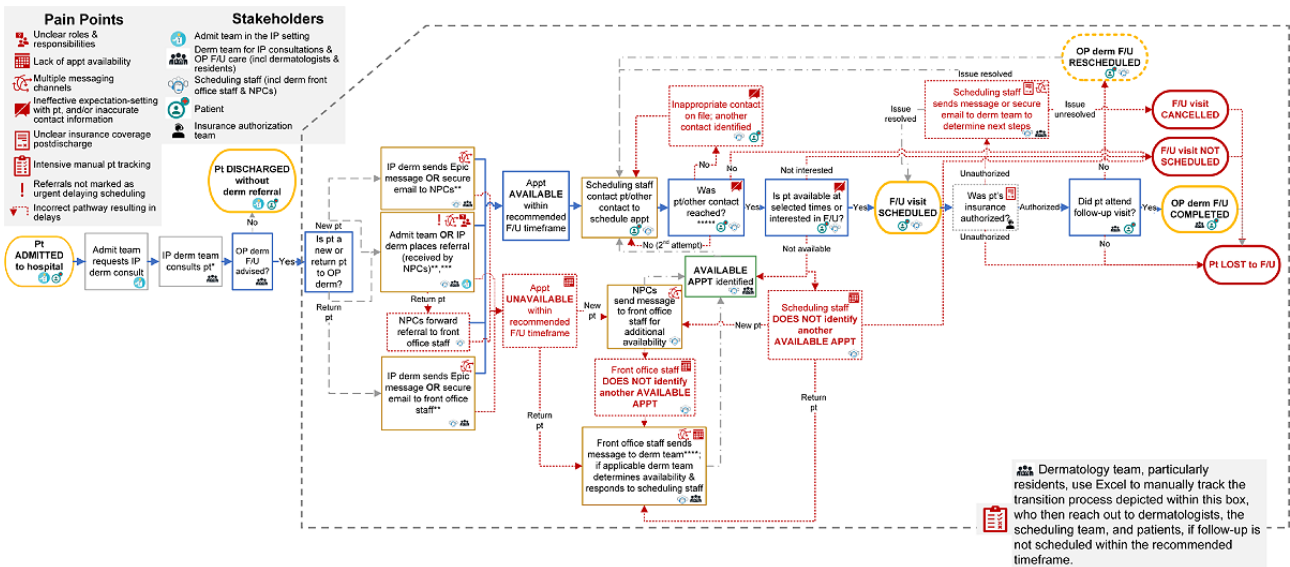 Pain Points
Unclear roles &
responsibilities
Lack of appt availability
Multiple messaging
channels
Ineffective expectation-setting
with pt. and/or inaccurate
contact information
Unclear insurance coverage
postdischarge
Intensive manual pt tracking
Referrals not marked as
urgent delaying scheduling
Incorrect pathway resulting in
delays
Stakeholders
Admit team in the IP setting
Derm team for IP consultations &
OP F/U care (incl dermatologists &
residents)
Scheduling staff (incl derm front
office staff & NPCs)
Patient
Insurance authorization
team
Pt DISCHARGED
without
derm referral
No
Pt
ADMITTED
to hospital
Admit team
requests IP
derm consult
IP derm team
consults pt*
OP derm
F/U
advised?
Yes
Is pt a
new or
return pt
to OP
derm?
New pt
Return
pt
IP derm sends Epic
message OR secure
email to NPCs**
Admit team OR IP
derm places referral
(received by
NPCs)**,***
Return pt
NPCs forward
referral to front
office staff
IP derm sends Epic
message OR secure
email to front office
staff**
Appt
AVAILABLE
within
recommended
F/U timeframe
Appt
UNAVAILABLE
within
recommended
F/U timeframe
New
pt
Return
pt
Scheduling staff
contact pt/other
contact to
schedule appt
Inappropriate contact
on file; another
contact identified
No
No
Was
pt/other contact
reached?
*****
Yes
No (2nd attempt)
AVAILABLE
APPT identified
NPCs
send message to
front office
staff for
additional
availability
Front office staff
DOES NOT identify
another AVAILABLE
APPT
Front office staff sends
message to derm team****;
if applicable derm team
determines availability &
responds to scheduling staff
Not interested
Is pt available at
selected times or
interested in F/U?
Yes
Not available
Scheduling staff
DOES NOT identify
another
AVAILABLE APPT
New pt
Return
pt
Issue
resolved
F/U visit
SCHEDULED
Issue resolved
Scheduling staff
sends message or secure
email to derm team to
determine next steps
Issue
unresolved
Unauthorized
Was pt's
insurance
authorized?
Authorized
Unauthorized
OP derm F/U
RESCHEDULED
No
Did pt attend
follow-up visit?
Yes
No
F/U visit
CANCELLED
F/U visit NOT
SCHEDULED
OP derm F/U
COMPLETED
Pt LOST to F/U
Dermatology team, particularly
residents, use Excel to manually track the
transition process depicted within this box,
who then reach out to dermatologists, the
scheduling team, and patients, if follow-up is
not scheduled within the recommended
timeframe.